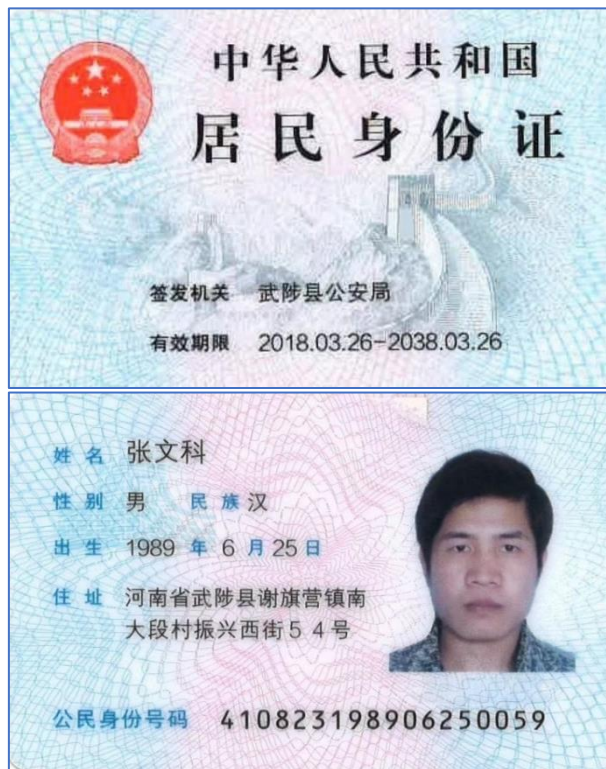 中华人民共和国
居民身份证
签发机关 武陟县公安局
有效期限 2018.03.26-2038.03.26
姓名 张文科
性别 男 民族 汉
出生 1989 年 6 月 25 日
住址 河南省武陟县谢旗营镇南
大段村振兴西街54号
公民身份号码 410823198906250059